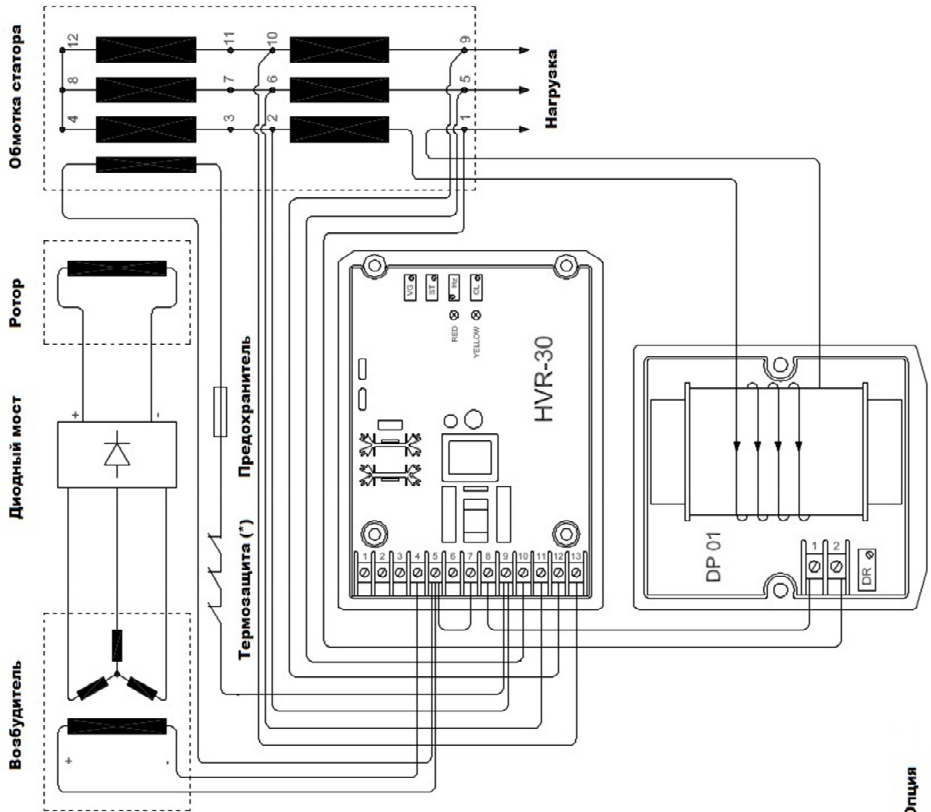 Обмотка статора
12
11
10
9
8
7
6
5
4
3
2
1
Нагрузка
Ротор
Диодный мост
+
-
Предохранитель
Термозащита (*)
Возбудитель
+
-
VG
ST
Hz
OL
RED
YELLOW
HVR-30
1 2 3 4 5 6 7 8 9 10 11 12 13
DP 01
1 2
DR
Опция